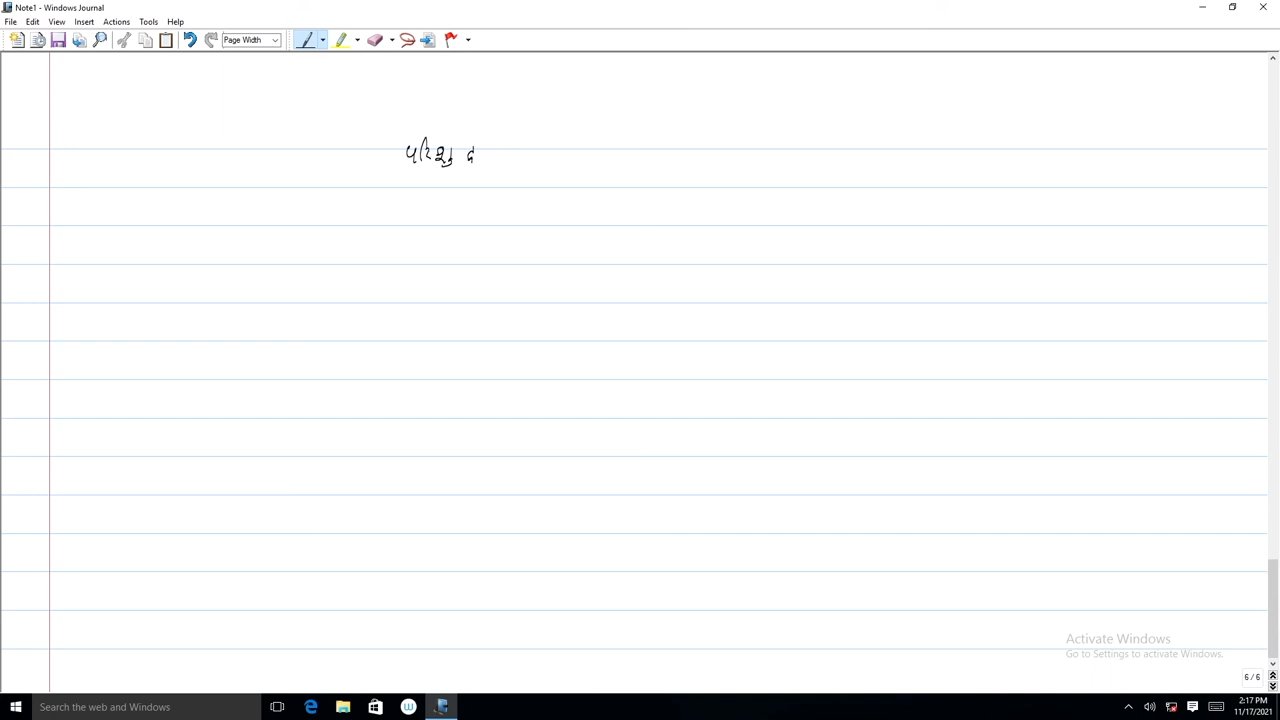 Note1 - Windows Journal
File Edit View Insert Actions Tools Help
Page Width
Activate Windows
Go to Settings to activate Windows.
6 / 6
Search the web and Windows
2:17 PM
11/17/2021